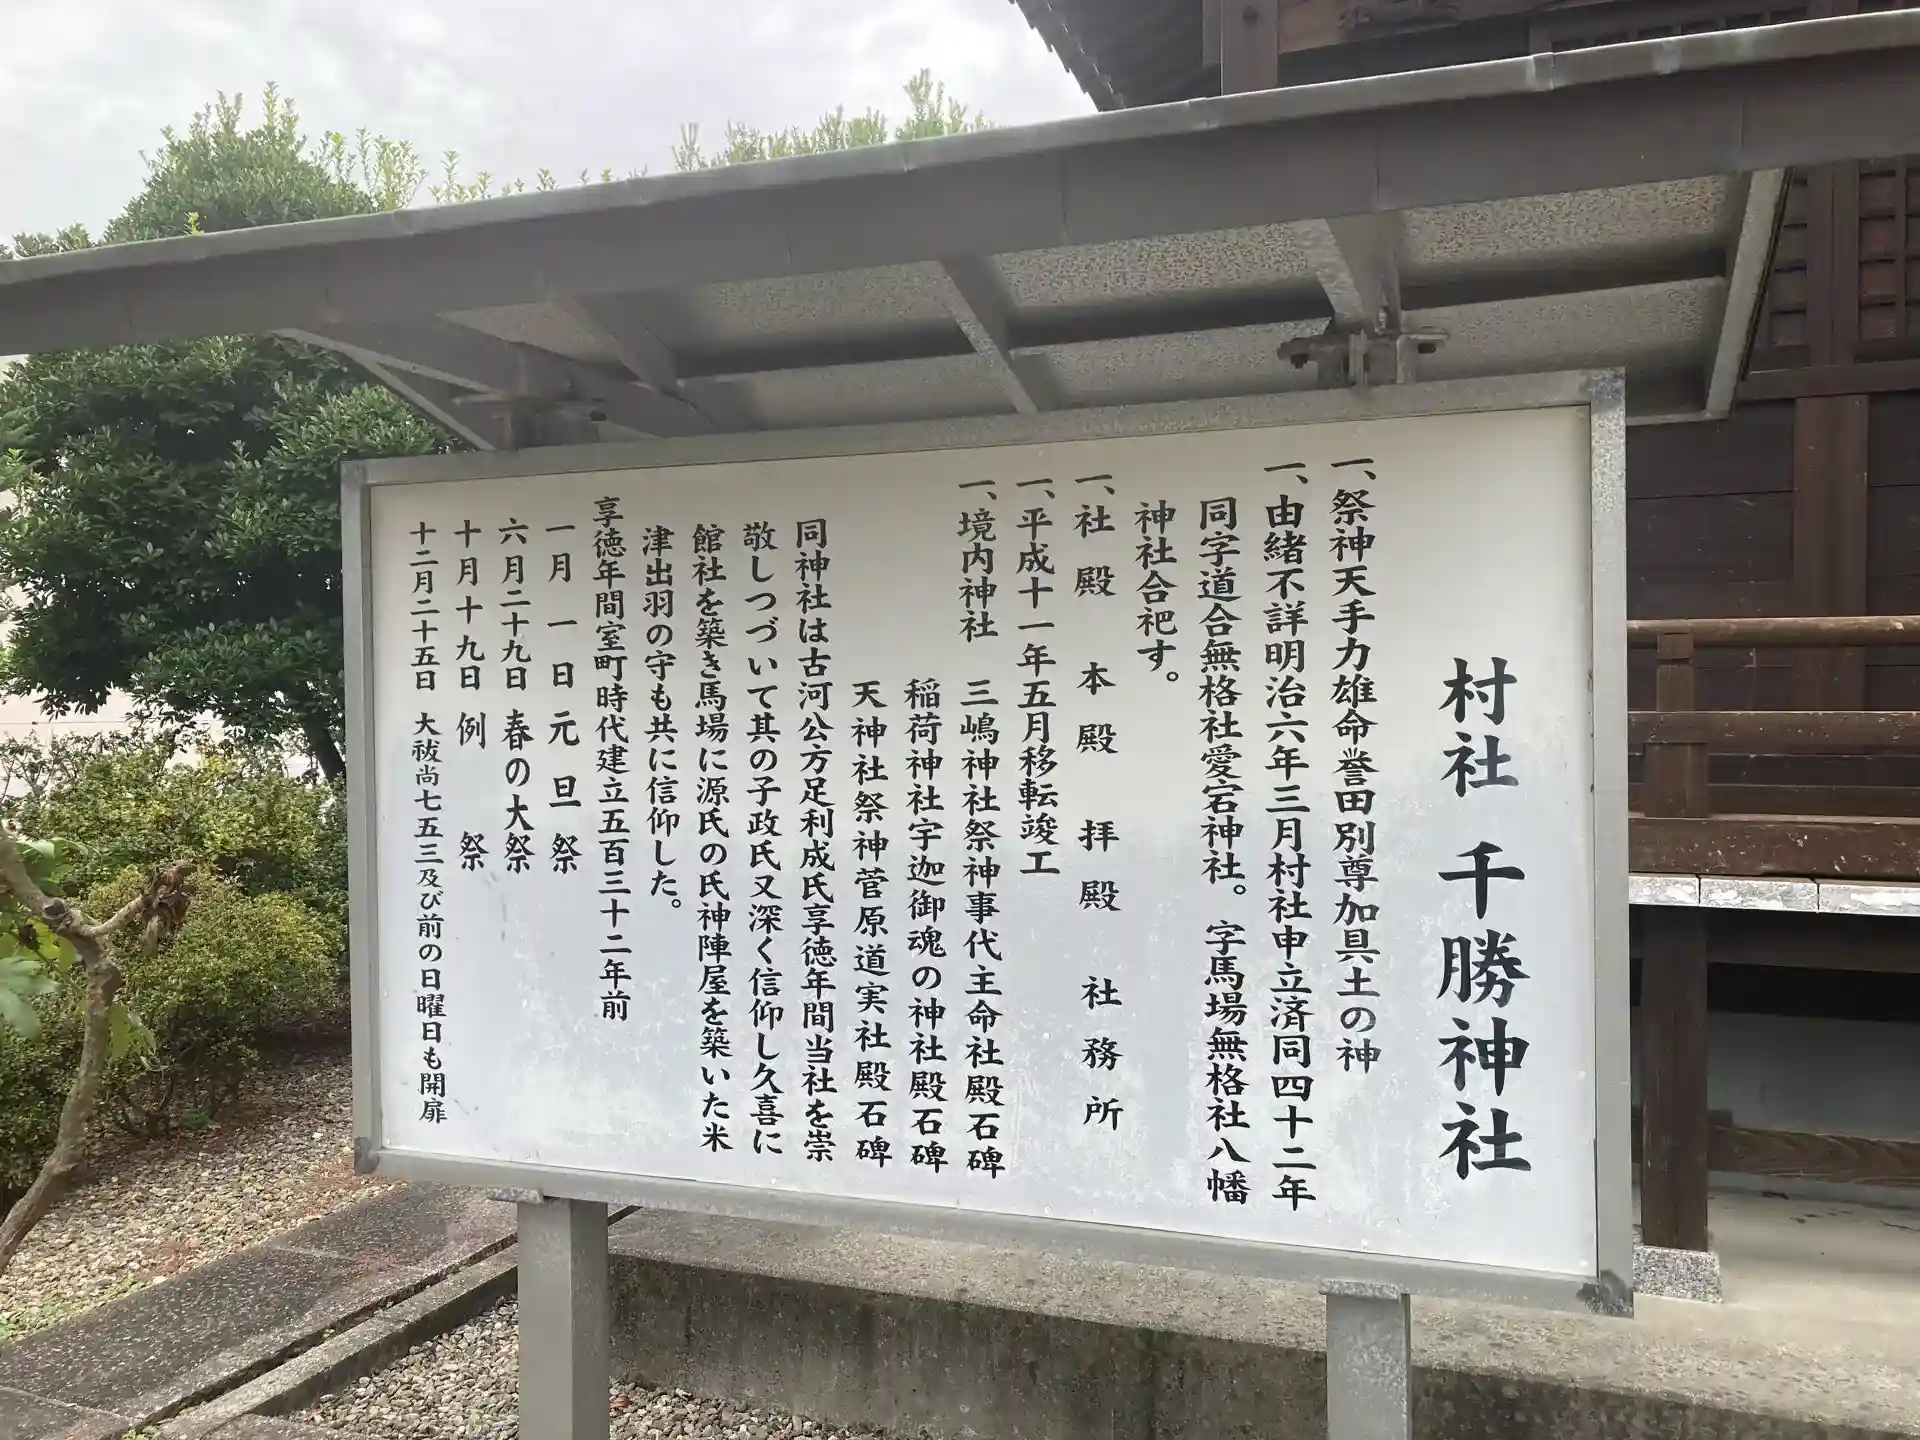 村社 千勝神社
一、祭神天手力雄命誉田別尊加具土の神
一、由緒不詳明治六年三月村社申立済同四十二年
同字道合無格社愛宕神社。字馬場無格社八幡
神社合祀す。
一、社殿 本殿 拝殿 社務所
一、平成十一年五月移転竣工
一、境内神社 三嶋神社祭神事代主命社殿石碑
稲荷神社宇迦御魂の神社殿石碑
天神社祭神菅原道実社殿石碑
同神社は古河公方足利成氏享徳年間当社を崇
敬しつづいて其の子政氏又深く信仰し久喜に
館社を築き馬場に源氏の氏神陣屋を築いた米
津出羽の守も共に信仰した。
享徳年間室町時代建立五百三十二年前
一月一日元旦祭
六月二十九日 春の大祭
十月十九日 例祭
十二月二十五日 大祓尚七五三及び前の日曜日も開扉